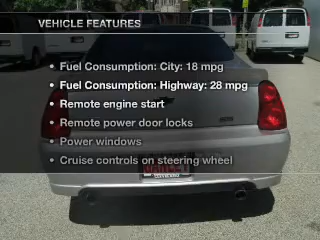 VEHICLE FEATURES
• Fuel Consumption: City: 18 mpg
• Fuel Consumption: Highway: 28 mpg
• Remote engine start
• Remote power door locks
• Power windows
• Cruise controls on steering wheel